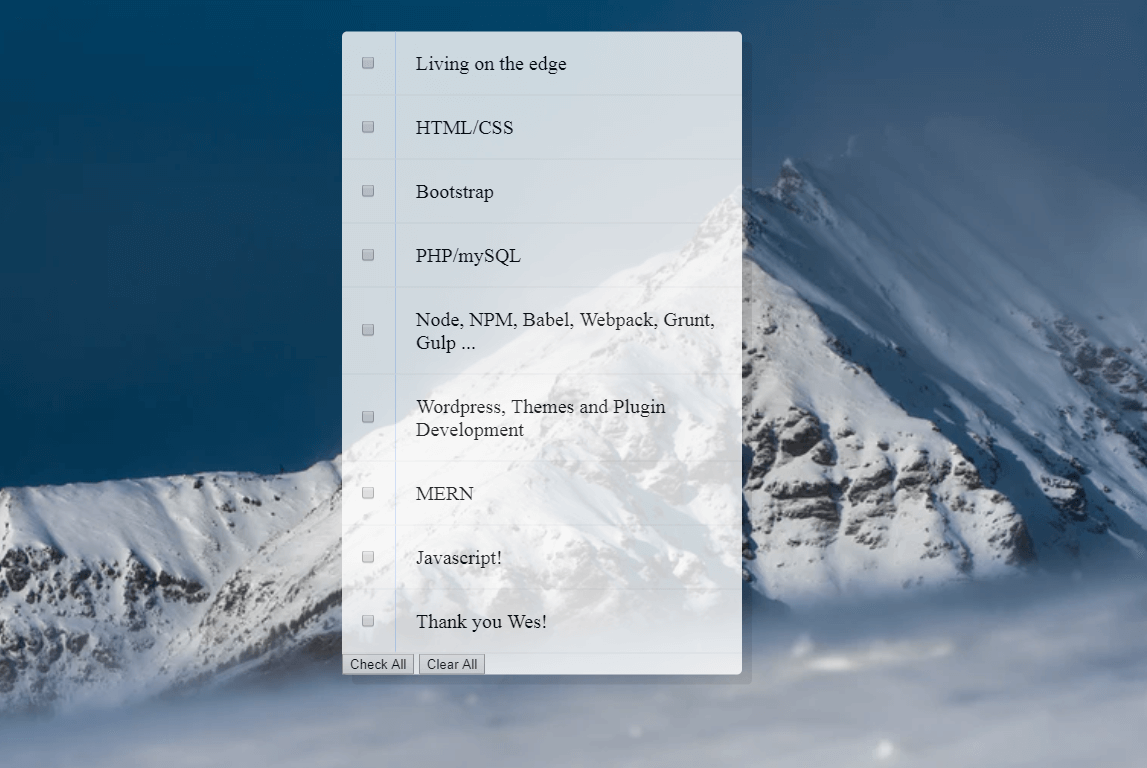 Living on the edge
HTML/CSS
Bootstrap
PHP/mySQL
Node, NPM, Babel, Webpack, Grunt,
Gulp ...
Wordpress, Themes and Plugin
Development
MERN
Javascript!
Thank you Wes!
Check All Clear All